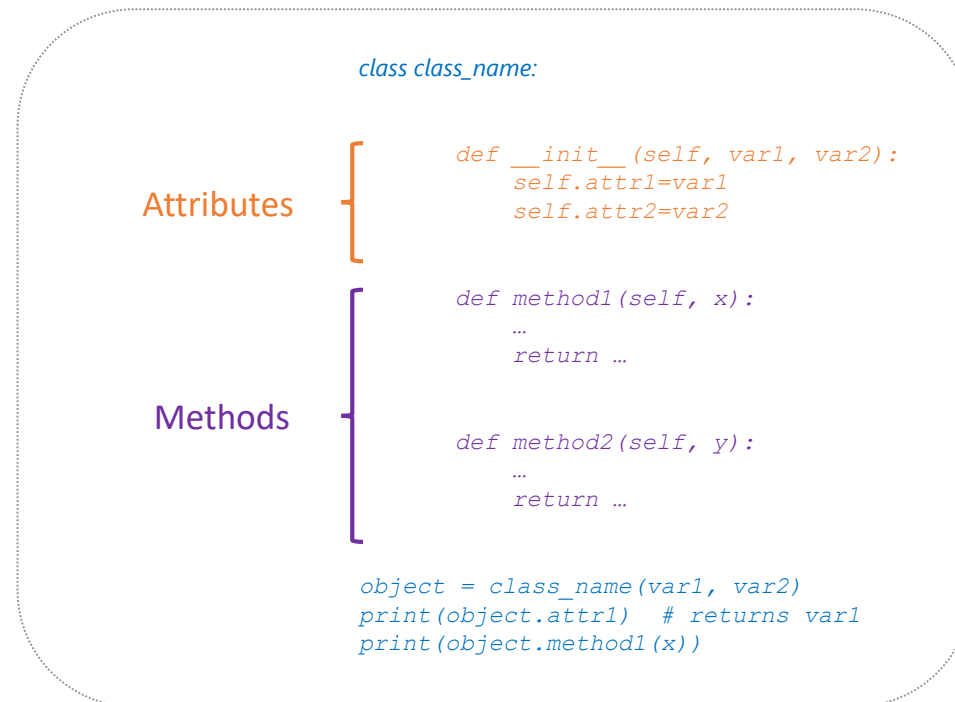 class class_name:
Attributes
def __init__(self, var1, var2):
self.attr1=var1
self.attr2=var2
Methods
def method1(self, x):
…
return …
def method2(self, y):
…
return …
object = class_name(var1, var2)
print(object.attr1)  # returns var1
print(object.method1(x))